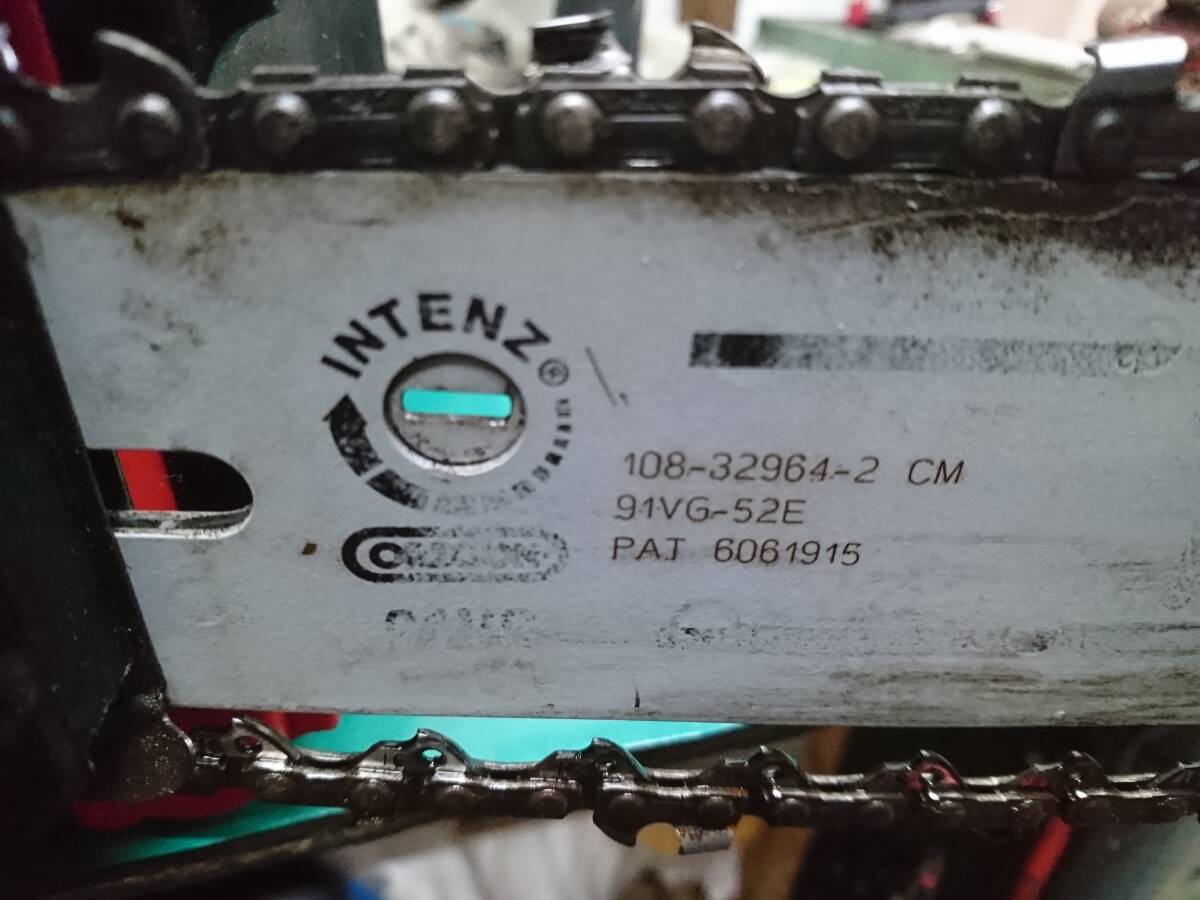 INTENZ®
108-32964-2 CM
91VG-52E
PAT 6061915